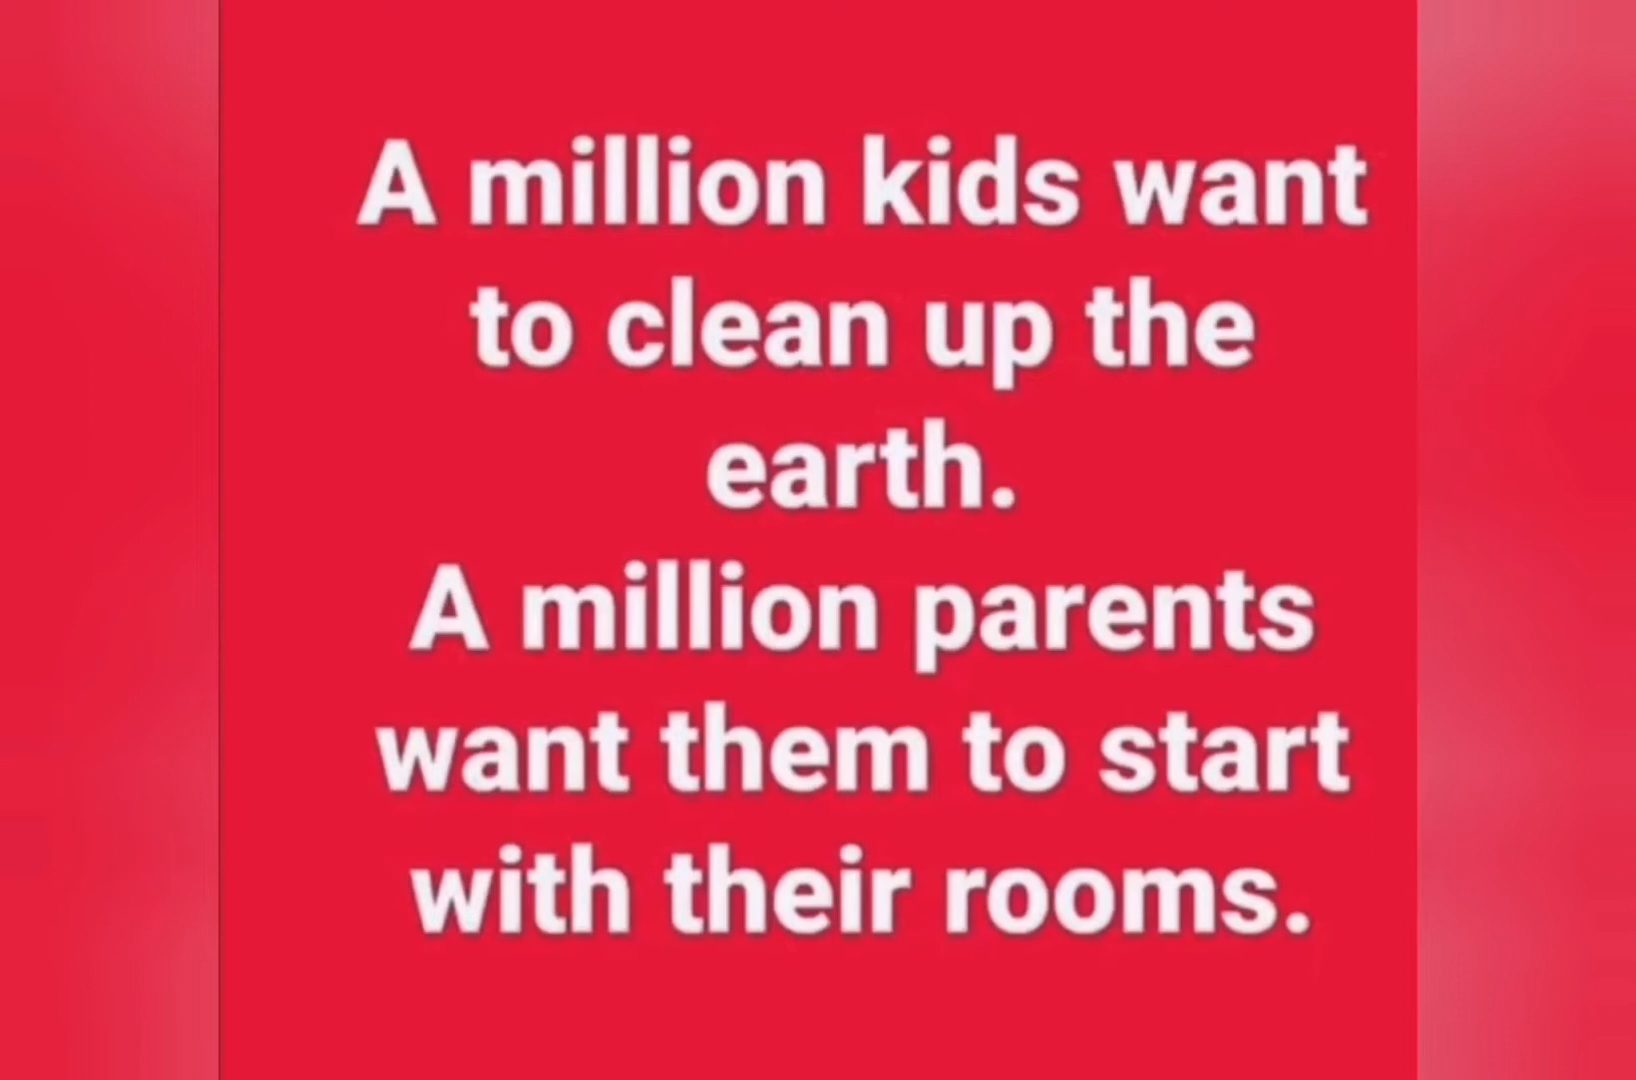 A million kids want
to clean up the
earth.
A million parents
want them to start
with their rooms.